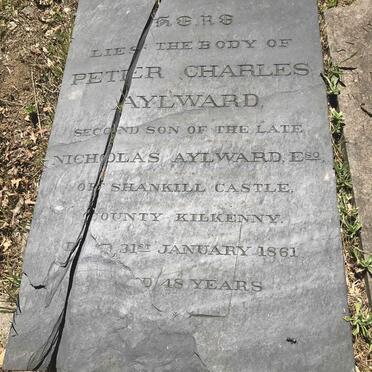 HERE
LIES THE BODY OF
PETER CHARLES
AYLWARD,
SECOND SON OF THE LATE
NICHOLAS AYLWARD, ESQ.
OF SHANKILL CASTLE,
COUNTY KILKENNY.
31ST JANUARY 1861
48 YEARS